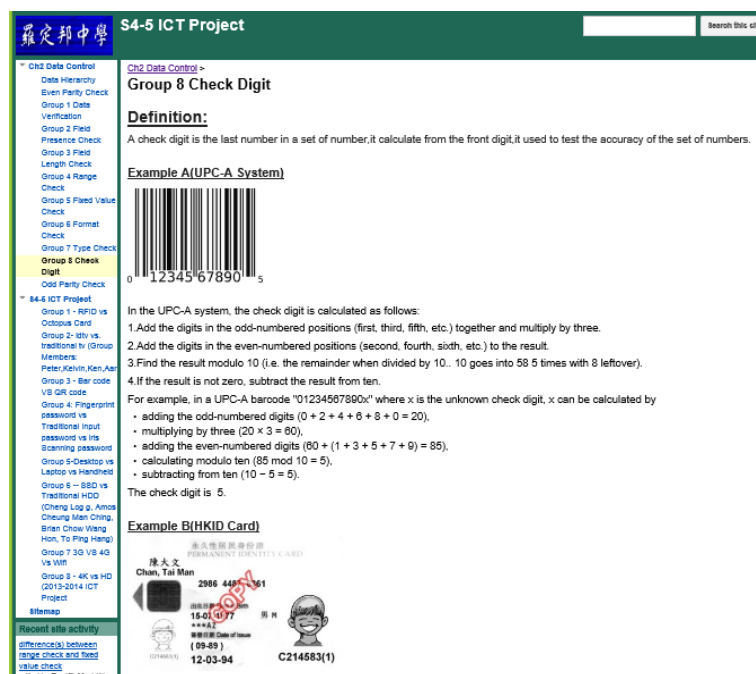 羅定邦中學
S4-5 ICT Project
Search this si
Ch2 Data Control
Data Hierarchy
Even Parity Check
Group 1 Data
Verification
Group 2 Field
Presence Check
Group 3 Field
Length Check
Group 4 Range
Check
Group 5 Fixed Value
Check
Group 6 Format
Check
Group 7 Type Check
Group 8 Check
Digit
Odd Parity Check
S4-5 ICT Project
Group 1 - RFID vs
Octopus Card
Group 2- idtv vs.
traditional tv (Group
Members:
Peter,Kelvin,Ken,Aar
Group 3 - Bar code
VS QR code
Group 4: Fingerprint
password vs
Traditional input
password vs Iris
Scanning password
Group 5-Desktop vs
Laptop vs Handheld
Group 6 -- SSD vs
Traditional HDD
(Cheng Log g, Amos
Cheung Man Ching,
Brian Chow Wang
Hon, To Ping Hang)
Group 7 3G VS 4G
Vs Wifi
Group 8 - 4K vs HD
(2013-2014 ICT
Project
Sitemap
Recent site activity
difference(s) between
range check and fixed
value check
Ch2 Data Control >
Group 8 Check Digit
Definition:
A check digit is the last number in a set of number,it calculate from the front digit,it used to test the accuracy of the set of numbers.
Example A(UPC-A System)
0 12345 67890 5
In the UPC-A system, the check digit is calculated as follows:
1.Add the digits in the odd-numbered positions (first, third, fifth, etc.) together and multiply by three.
2.Add the digits in the even-numbered positions (second, fourth, sixth, etc.) to the result.
3.Find the result modulo 10 (i.e. the remainder when divided by 10.. 10 goes into 58 5 times with 8 leftover).
4.If the result is not zero, subtract the result from ten.
For example, in a UPC-A barcode "01234567890x" where x is the unknown check digit, x can be calculated by
• adding the odd-numbered digits (0 + 2 + 4 + 6 + 8 + 0 = 20),
• multiplying by three (20 × 3 = 60),
• adding the even-numbered digits (60 + (1 + 3 + 5 + 7 + 9) = 85),
• calculating modulo ten (85 mod 10 = 5),
• subtracting from ten (10 − 5 = 5).
The check digit is 5.
Example B(HKID Card)
永久性居民身份證
PERMANENT IDENTITY CARD
陳大文
Chan, Tai Man
2986 
COPY
出生日期
男 M
***AZ
簽發日期 Date of Issue
(09-89)
12-03-94
C214583(1)
C214583(1)